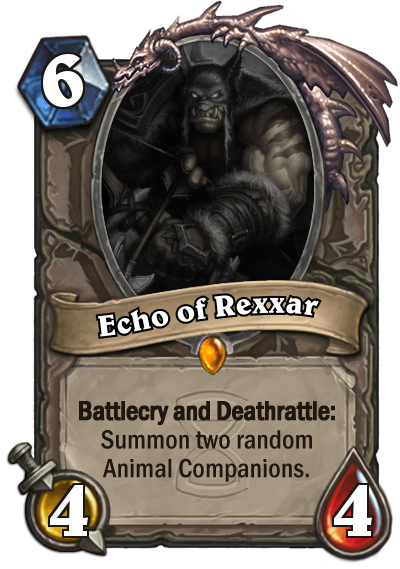 6
Echo of Rexxar
Battlecry and Deathrattle:
Summon two random
Animal Companions.
4
4